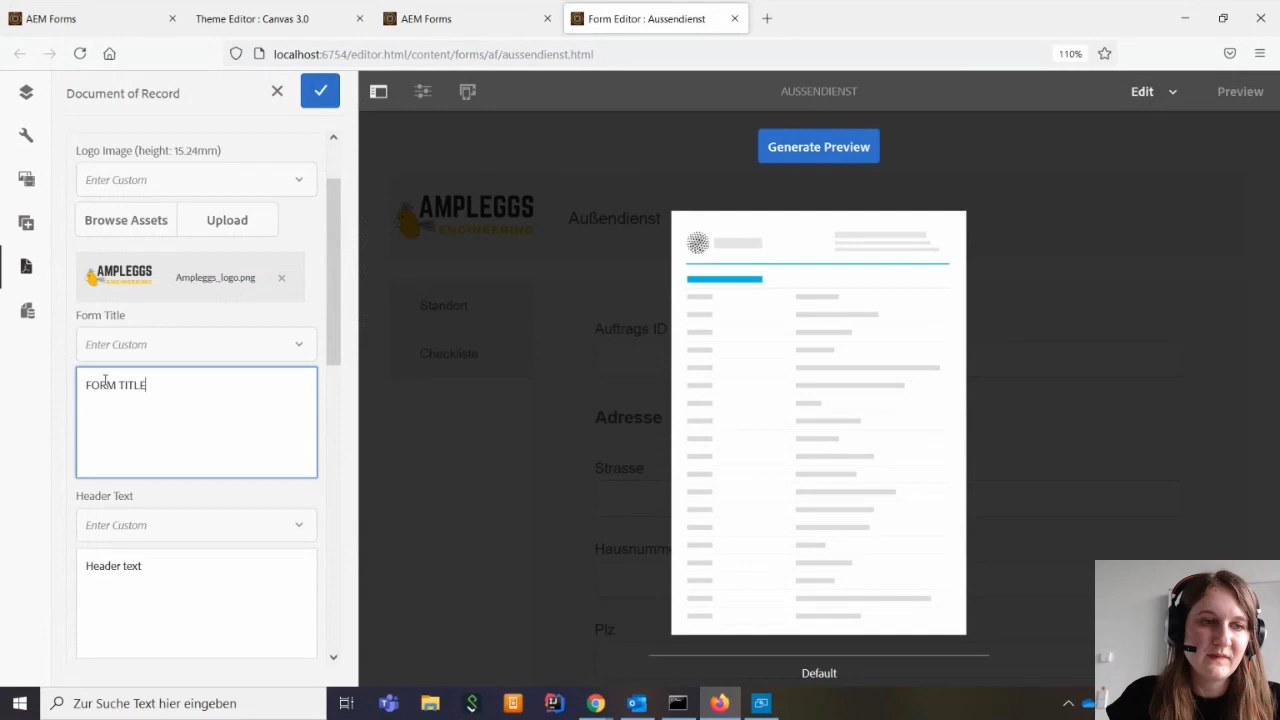 AEM Forms
Theme Editor : Canvas 3.0
AEM Forms
Form Editor : Aussendienst
localhost:6754/editor.html/content/forms/af/aussendienst.html
110%
Document of Record
AUSSENDIENST
Edit
Preview
Generate Preview
Logo Image (height: 15.24mm)
Enter Custom
Browse Assets
Upload
AMPLEGGS
ENGINEERING
Ampleggs_logo.png
Form Title
Enter Custom
FORM TITLE
Header Text
Enter Custom
Header text
AMPLEGGS
ENGINEERING
Außendienst
Standort
Checkliste
Auftrags ID
Adresse
Strasse
Hausnumme
Plz
Default
Zur Suche Text hier eingeben